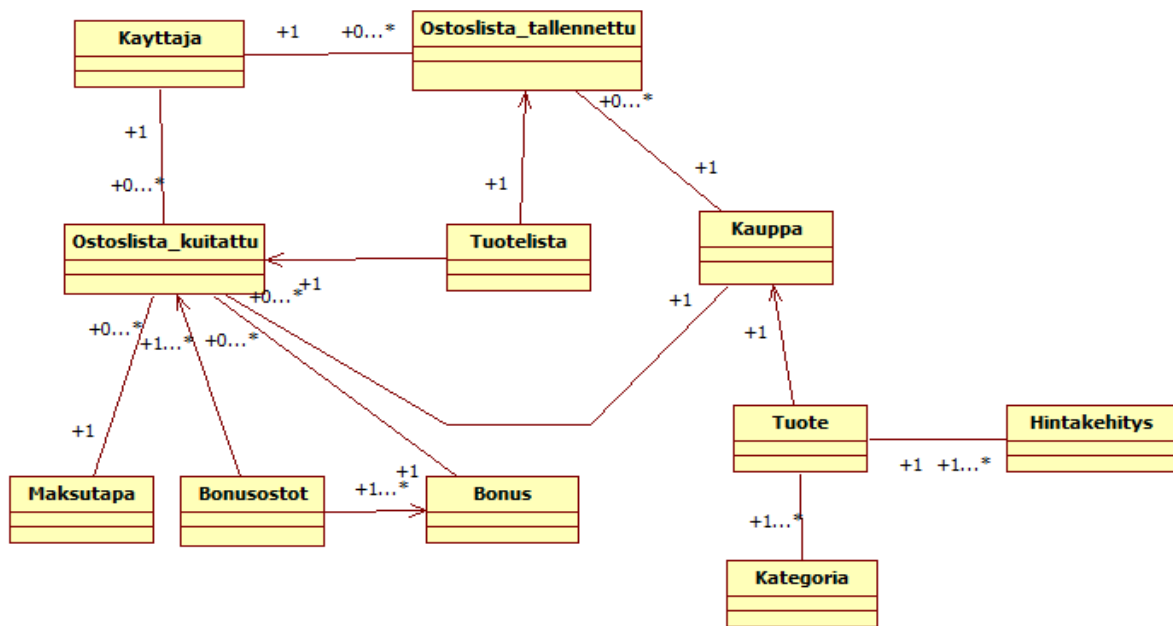 Kayttaja
+1
+0...*
Ostoslista_tallennettu
+0...*
+1
+1
+0...*
+1
Ostoslista_kuitattu
Tuotelista
Kauppa
+0...*
+1
+1
+0...*
+1...*
+0...*
+1
+1
Tuote
Hintakehitys
+1
+1...*
+1
+1...*
Maksutapa
Bonusostot
Bonus
+1...*
Kategoria